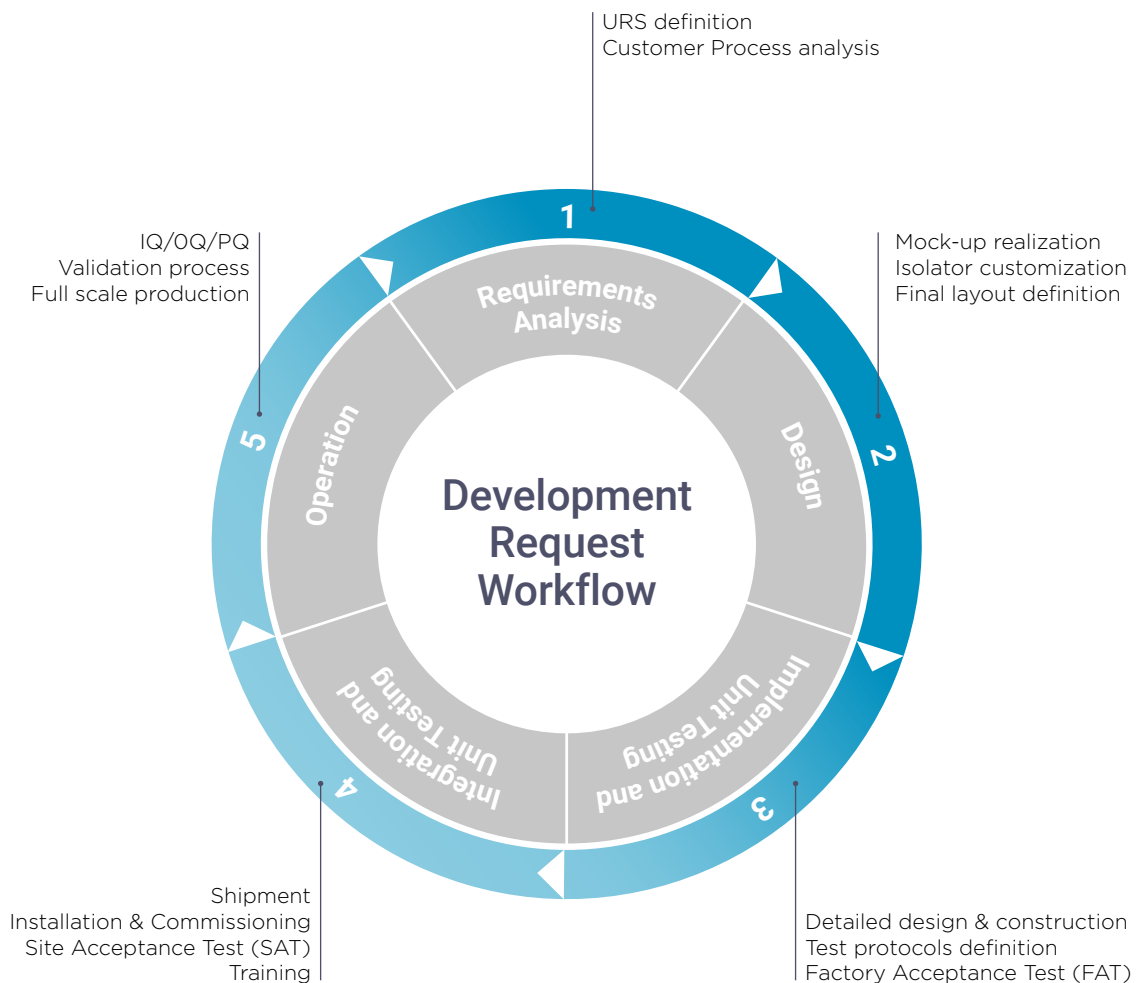 URS definition
Customer Process analysis
1
Requirements
Analysis
Mock-up realization
Isolator customization
Final layout definition
2
Design
Detailed design & construction
Test protocols definition
Factory Acceptance Test (FAT)
3
Implementation and
Unit Testing
Shipment
Installation & Commissioning
Site Acceptance Test (SAT)
Training
4
Integration and
Unit Testing
IQ/0Q/PQ
Validation process
Full scale production
5
Operation
Development
Request
Workflow